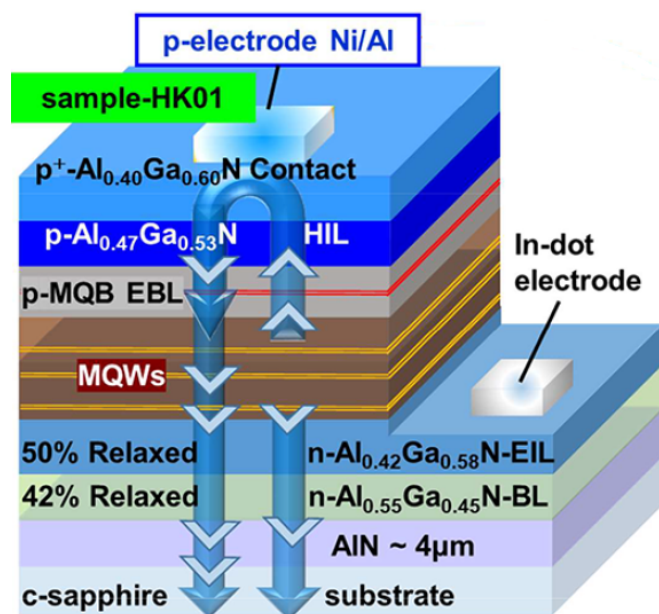 p-electrode Ni/Al
sample-HK01
p⁺-Al₀.₄₀Ga₀.₆₀N Contact
p-Al₀.₄₇Ga₀.₅₃N HIL
In-dot
electrode
p-MQB EBL
MQWs
50% Relaxed n-Al₀.₄₂Ga₀.₅₈N-EIL
42% Relaxed n-Al₀.₅₅Ga₀.₄₅N-BL
AlN ~ 4μm
c-sapphire substrate